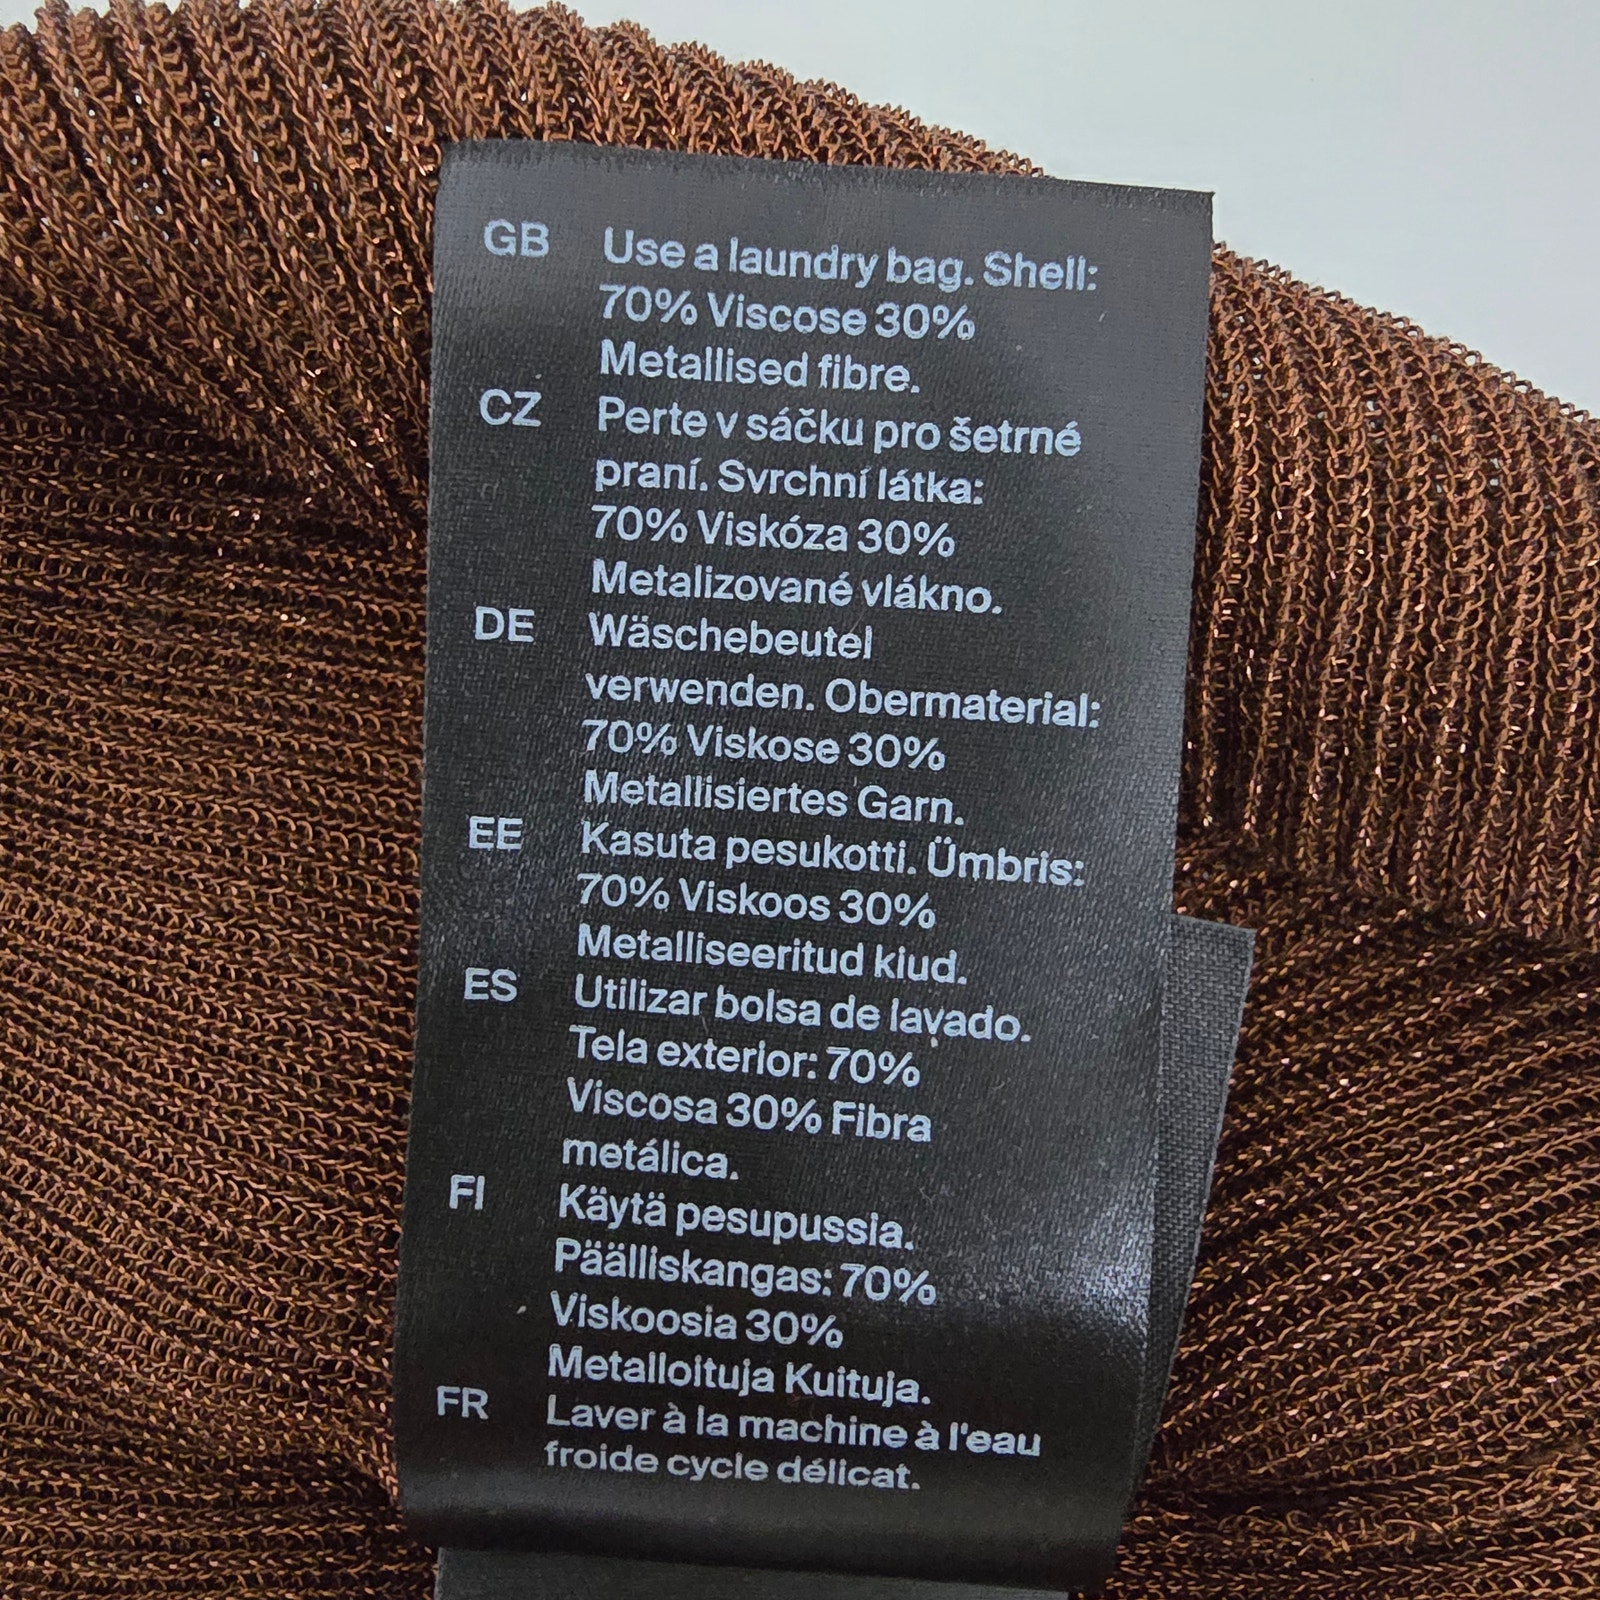 GB Use a laundry bag. Shell:
70% Viscose 30%
Metallised fibre.
CZ Perte v sáčku pro šetrné
praní. Svrchní látka:
70% Viskóza 30%
Metalizované vlákno.
DE Wäschebeutel
verwenden. Obermaterial:
70% Viskose 30%
Metallisiertes Garn.
EE Kasuta pesukotti. Ümbris:
70% Viskoos 30%
Metalliseeritud kiud.
ES Utilizar bolsa de lavado.
Tela exterior: 70%
Viscosa 30% Fibra
metálica.
FI Käytä pesupussia.
Päälliskangas: 70%
Viskoosia 30%
Metalloituja Kuituja.
FR Laver à la machine à l'eau
froide cycle délicat.